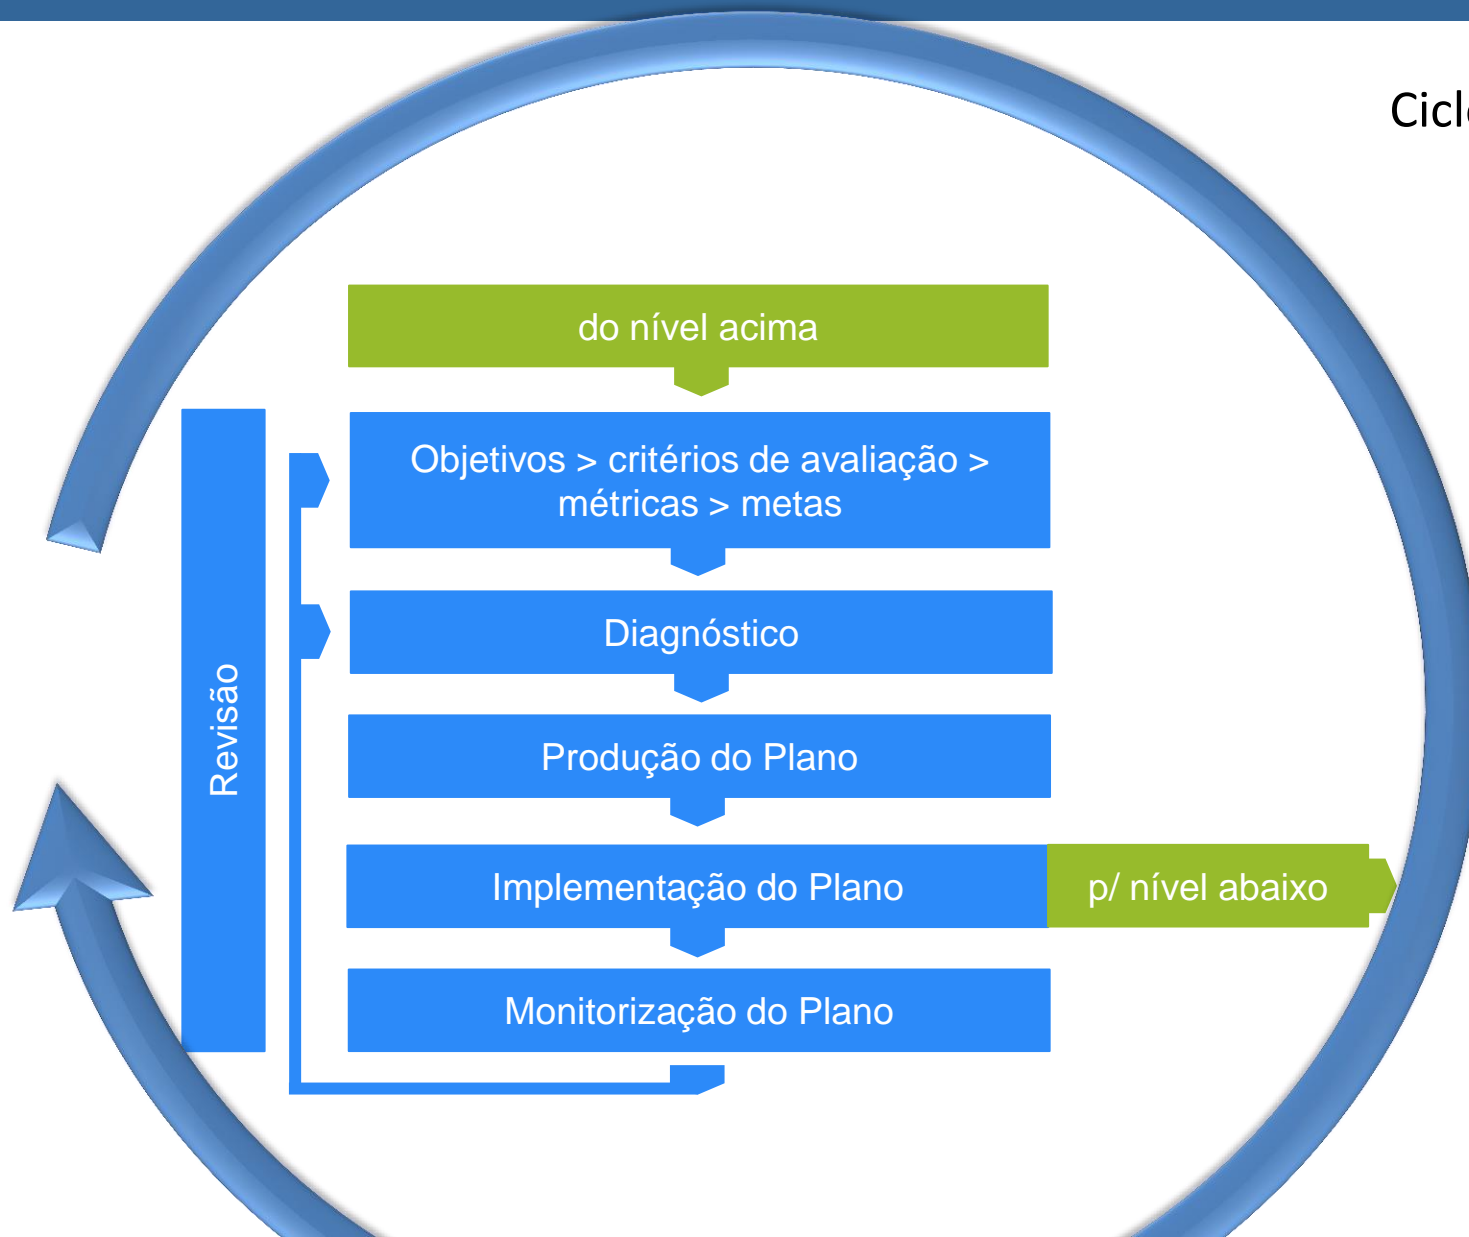 do nível acima
Objetivos > critérios de avaliação >
métricas > metas
Diagnóstico
Produção do Plano
Implementação do Plano
p/ nível abaixo
Monitorização do Plano
Revisão